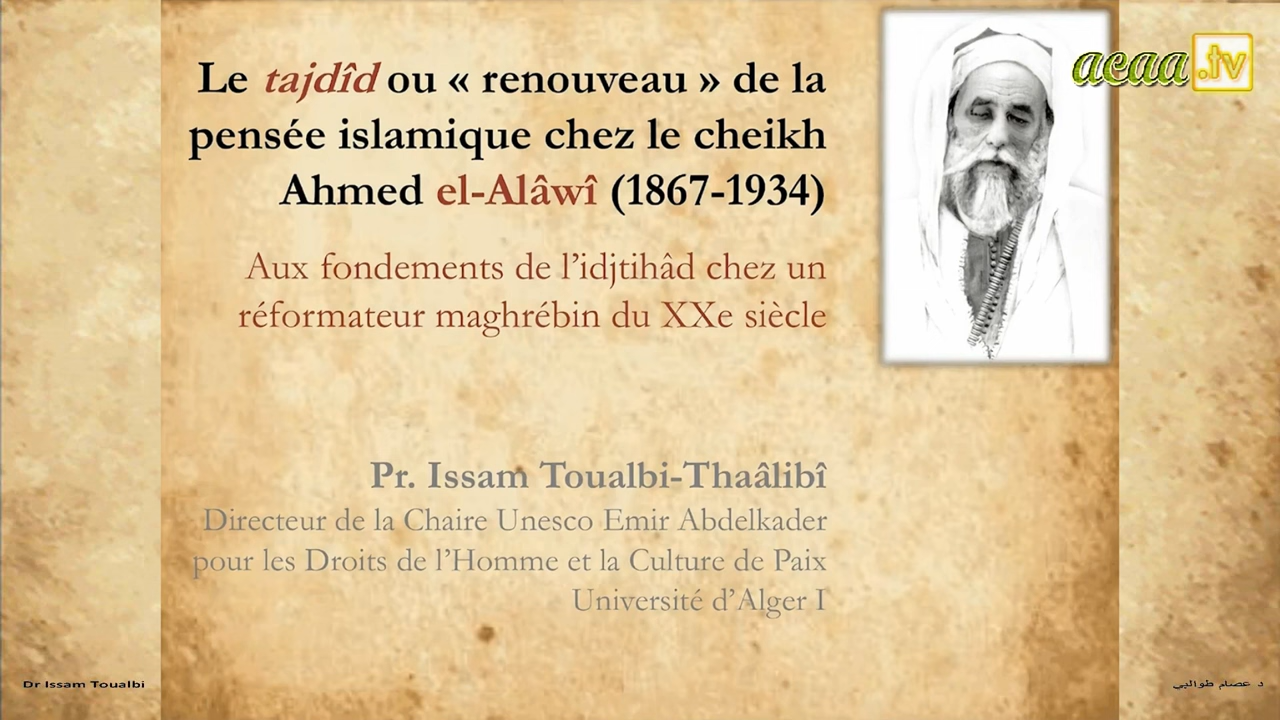 Le tajdîd ou « renouveau » de la
pensée islamique chez le cheikh
Ahmed el-Alâwî (1867-1934)
Aux fondements de l’idjtihâd chez un
réformateur maghrébin du XXe siècle
aeaa.tv
Pr. Issam Toualbi-Thaâlibî
Directeur de la Chaire Unesco Emir Abdelkader
pour les Droits de l’Homme et la Culture de Paix
Université d’Alger I
Dr Issam Toualbi
د عصام طوالبي